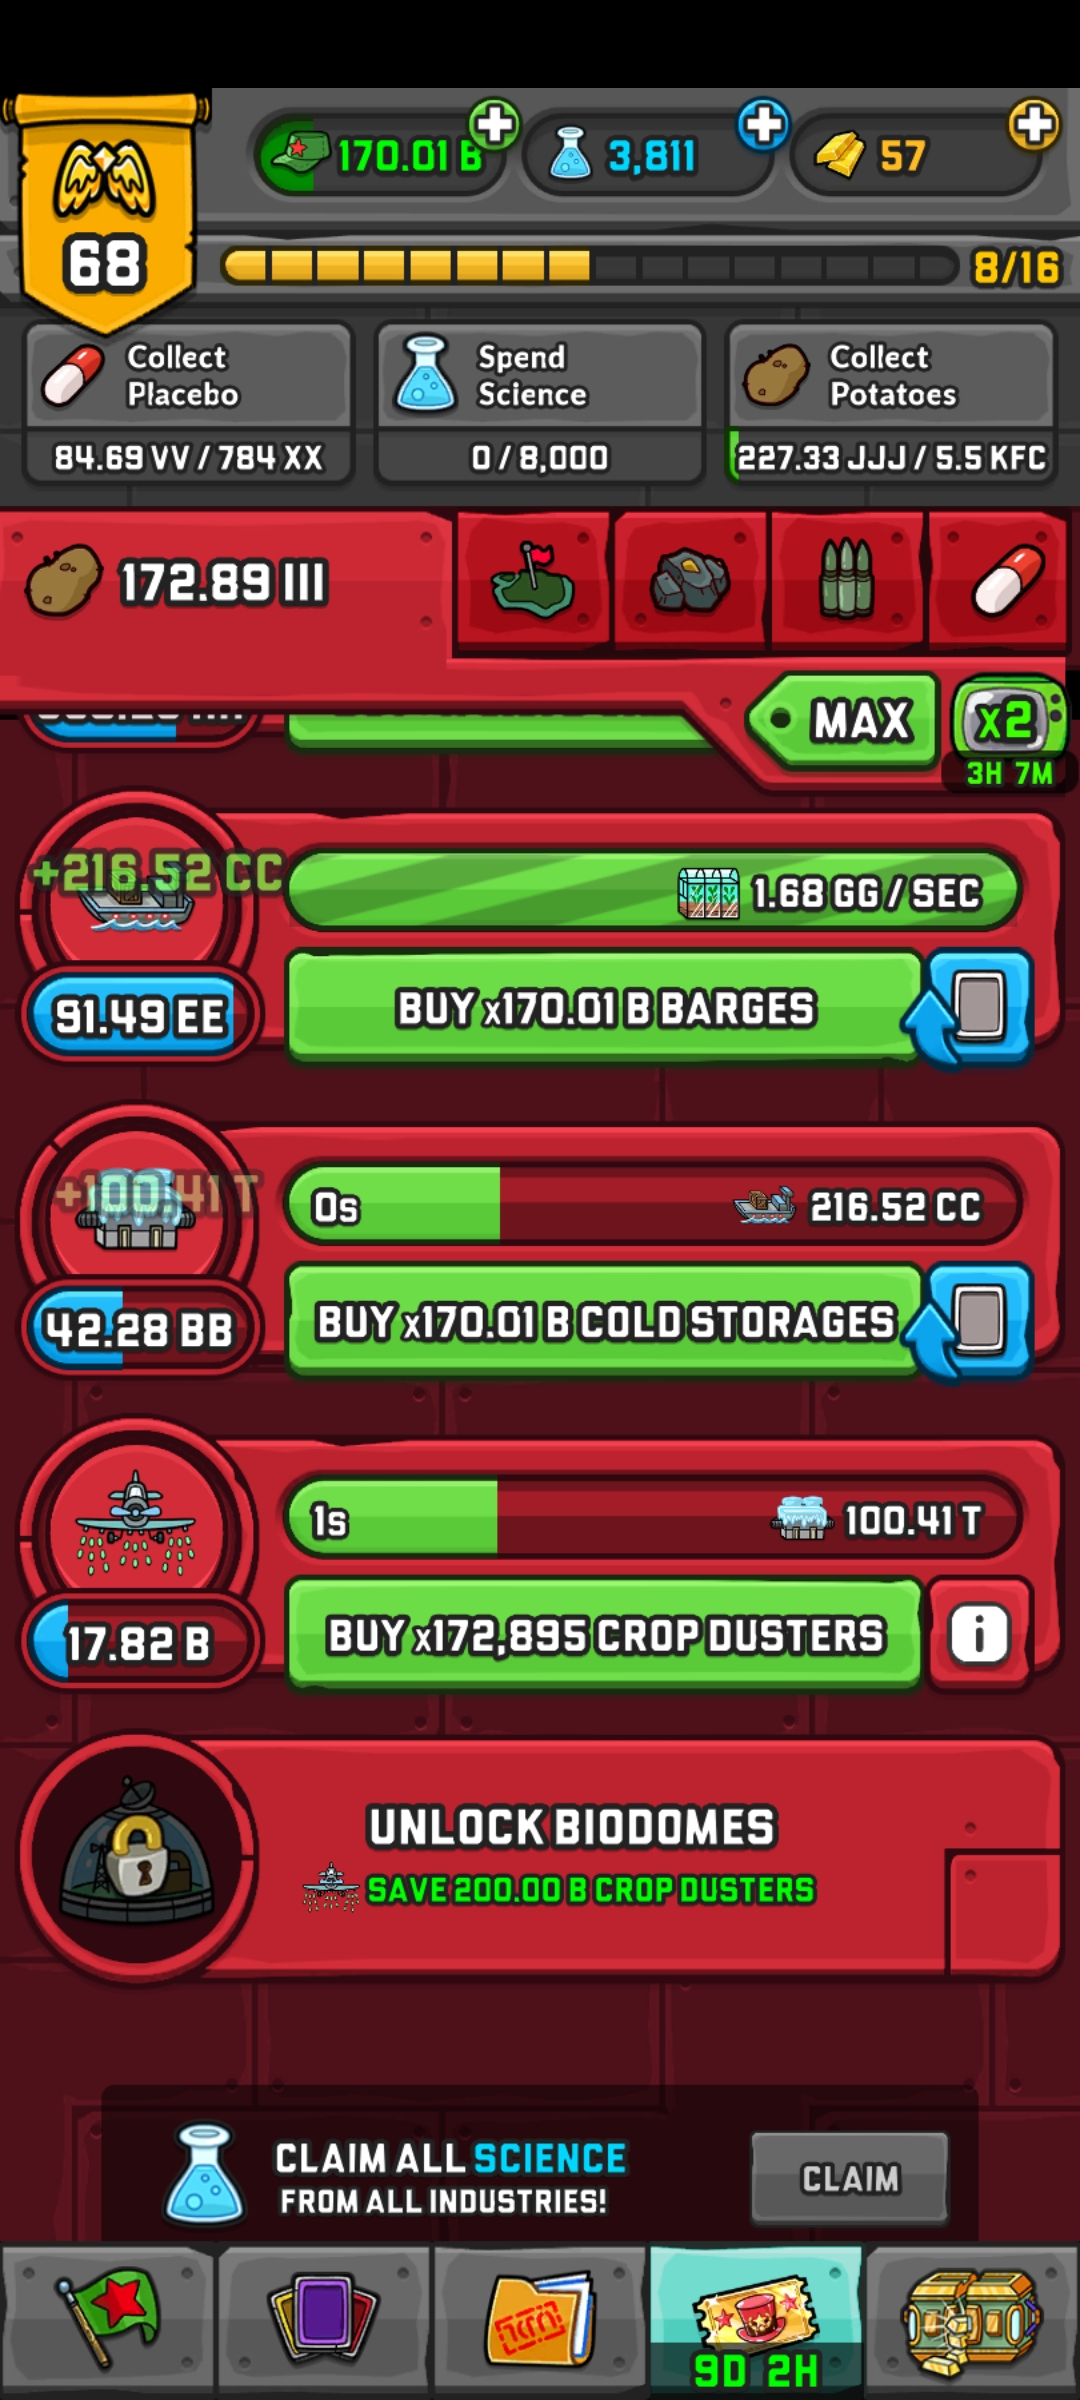 170.01 B
3,811
57
68
8/16
Collect
Placebo
84.69 VV / 784 XX
Spend
Science
0 / 8,000
Collect
Potatoes
227.33 JJJ / 5.5 KFC
172.89 III
MAX
x2
3H 7M
+216.52 CC
1.68 GG / SEC
91.49 EE
BUY x170.01 B BARGES
+100.41 T
0s
216.52 CC
42.28 BB
BUY x170.01 B COLD STORAGES
1s
100.41 T
17.82 B
BUY x172,895 CROP DUSTERS
i
UNLOCK BIODOMES
SAVE 200.00 B CROP DUSTERS
CLAIM ALL SCIENCE
FROM ALL INDUSTRIES!
CLAIM
9D 2H